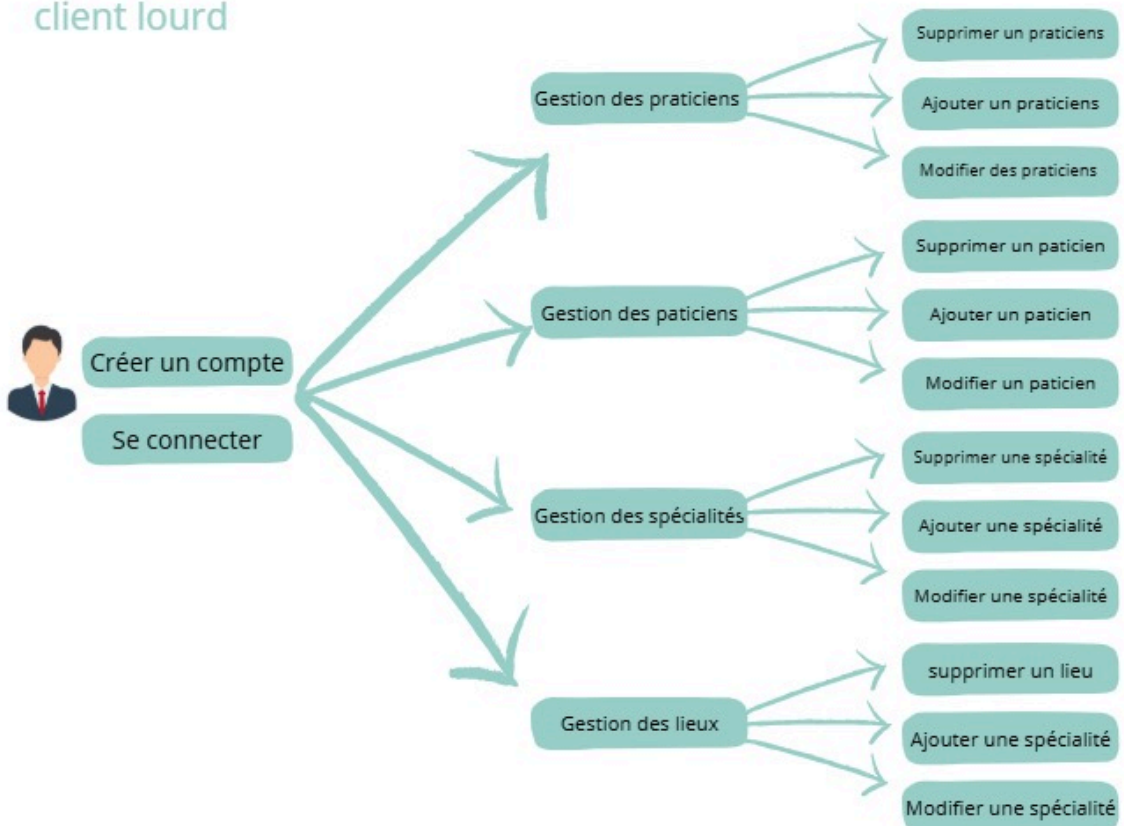 client lourd
Créer un compte
Se connecter
Gestion des praticiens
Supprimer un praticiens
Ajouter un praticiens
Modifier des praticiens
Gestion des paticiens
Supprimer un paticien
Ajouter un paticien
Modifier un paticien
Gestion des spécialités
Supprimer une spécialité
Ajouter une spécialité
Modifier une spécialité
Gestion des lieux
supprimer un lieu
Ajouter une spécialité
Modifier une spécialité